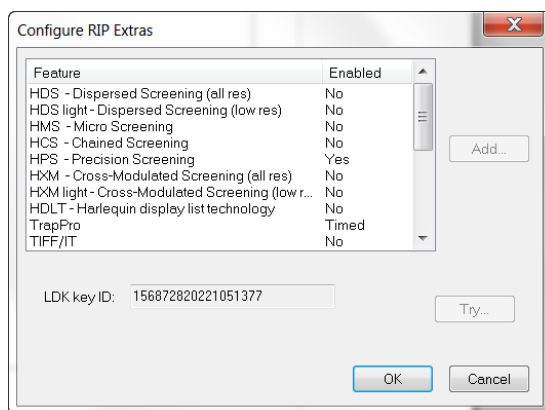 Configure RIP Extras
Feature Enabled
HDS - Dispersed Screening (all res) No
HDS light - Dispersed Screening (low res) No
HMS - Micro Screening No
HCS - Chained Screening No
HPS - Precision Screening Yes
HXM - Cross-Modulated Screening (all res) No
HXM light - Cross-Modulated Screening (low r... No
HDLT - Harlequin display list technology No
TrapPro Timed
TIFF/IT No
Add...
LDK key ID: 156872820221051377
Try...
OK Cancel